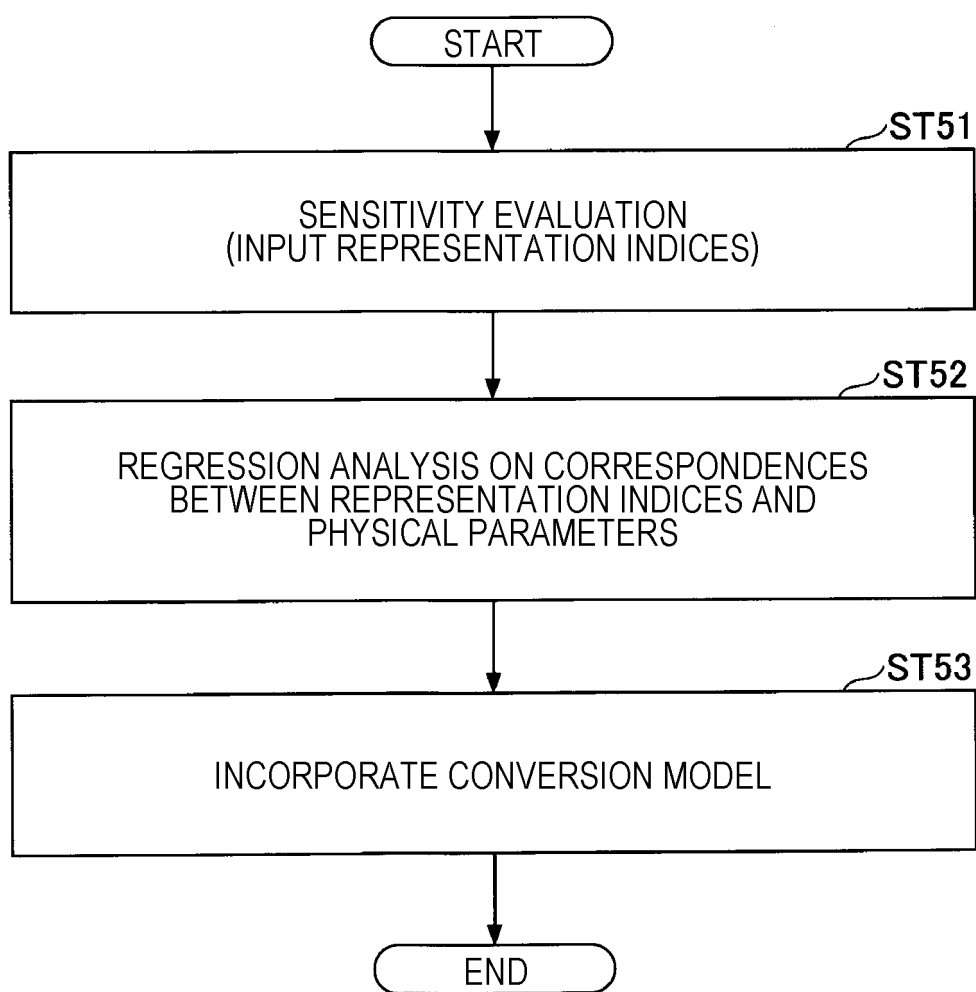 START
ST51
SENSITIVITY EVALUATION
(INPUT REPRESENTATION INDICES)
ST52
REGRESSION ANALYSIS ON CORRESPONDENCES
BETWEEN REPRESENTATION INDICES AND
PHYSICAL PARAMETERS
ST53
INCORPORATE CONVERSION MODEL
END